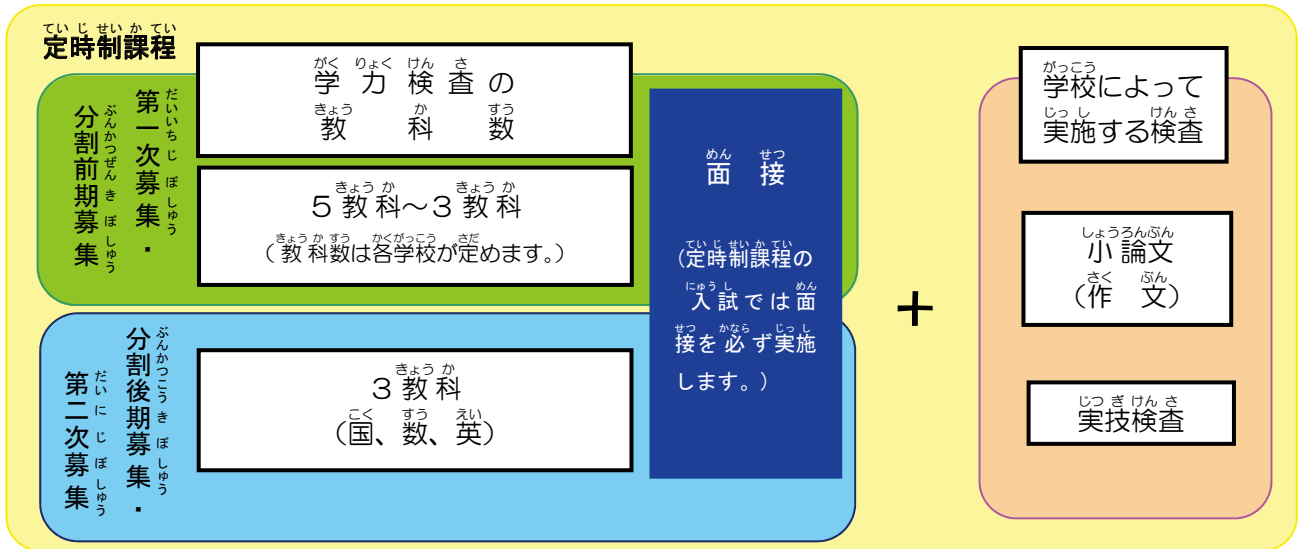 定時制課程
学力検査の
教科数
第一次募集・
分割前期募集
5教科～3教科
（教科数は各学校が定めます。）
分割後期募集・
第二次募集
3教科
（国、数、英）
面接
（定時制課程の
入試では面
接を必ず実施
します。）
＋
学校によって
実施する検査
小論文
（作文）
実技検査